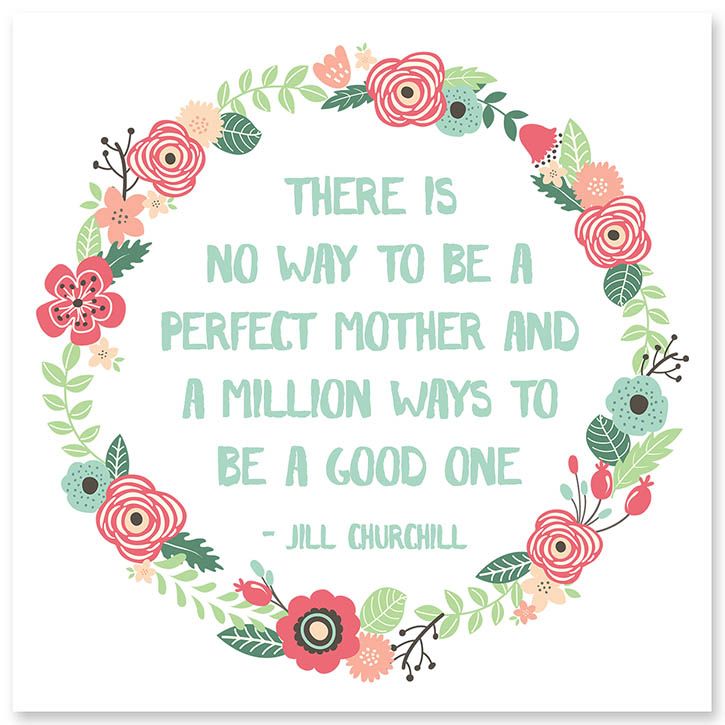 THERE IS
NO WAY TO BE A
PERFECT MOTHER AND
A MILLION WAYS TO
BE A GOOD ONE
- JILL CHURCHILL